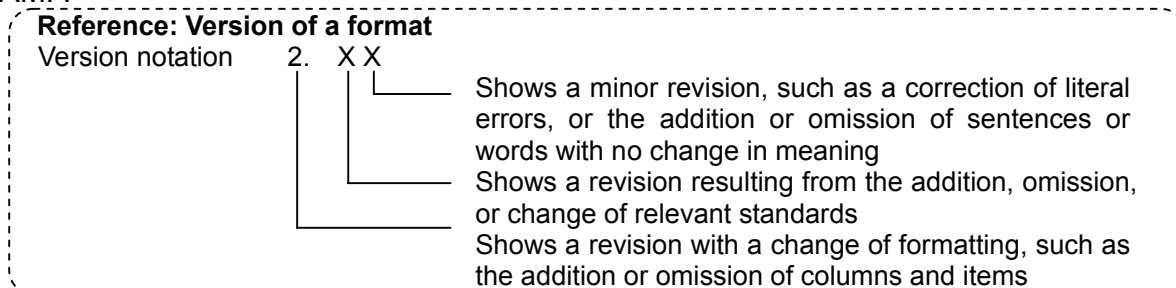 Reference: Version of a format
Version notation 2. X X
Shows a minor revision, such as a correction of literal
errors, or the addition or omission of sentences or
words with no change in meaning
Shows a revision resulting from the addition, omission,
or change of relevant standards
Shows a revision with a change of formatting, such as
the addition or omission of columns and items